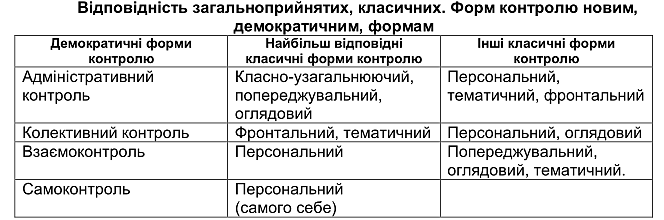 Відповідність загальноприйнятих, класичних. Форм контролю новим,
демократичним, формам
Демократичні форми контролю	Найбільш відповідні класичні форми контролю	Інші класичні форми контролю
Адміністративний контроль	Класно-узагальнюючий, попереджувальний, оглядовий	Персональний, тематичний, фронтальний
Колективний контроль	Фронтальний, тематичний	Персональний, оглядовий
Взаємоконтроль	Персональний	Попереджувальний, оглядовий, тематичний.
Самоконтроль	Персональний (самого себе)